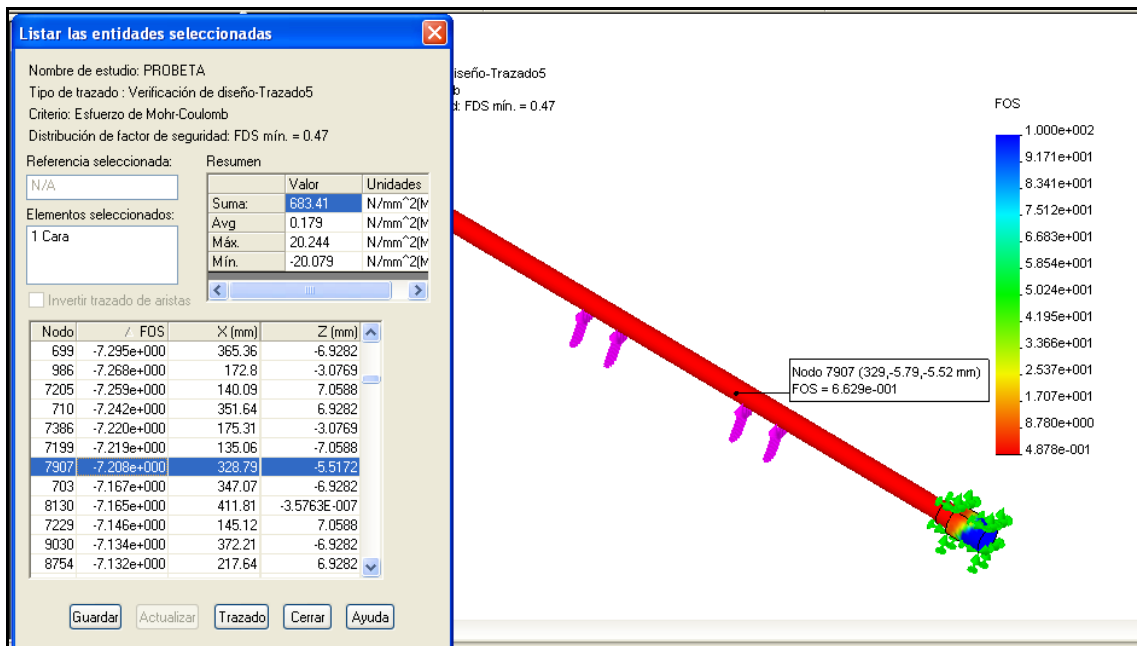 Listar las entidades seleccionadas
Nombre de estudio: PROBETA
Tipo de trazado : Verificación de diseño-Trazado5
Criterio: Esfuerzo de Mohr-Coulomb
Distribución de factor de seguridad: FDS mín. = 0.47
Referencia seleccionada:
N/A
Elementos seleccionados:
1 Cara
Invertir trazado de aristas
Resumen
Valor Unidades
Suma: 683.41 N/mm^2(M
Avg 0.179 N/mm^2(M
Máx. 20.244 N/mm^2(M
Mín. -20.079 N/mm^2(M
Nodo / FOS X (mm) Z (mm)
699 -7.295e+000 365.36 -6.9282
986 -7.268e+000 172.8 -3.0769
7205 -7.259e+000 140.09 7.0588
710 -7.242e+000 351.64 6.9282
7386 -7.220e+000 175.31 -3.0769
7199 -7.219e+000 135.06 -7.0588
7907 -7.208e+000 328.79 -5.5172
703 -7.167e+000 347.07 -6.9282
8130 -7.165e+000 411.81 -3.5763E-007
7229 -7.146e+000 145.12 7.0588
9030 -7.134e+000 372.21 -6.9282
8754 -7.132e+000 217.64 6.9282
Guardar Actualizar Trazado Cerrar Ayuda
iseño-Trazado5
b
d: FDS mín. = 0.47
Nodo 7907 (329,-5.79,-5.52 mm)
FOS = 6.629e-001
FOS
1.000e+002
9.171e+001
8.341e+001
7.512e+001
6.683e+001
5.854e+001
5.024e+001
4.195e+001
3.366e+001
2.537e+001
1.707e+001
8.780e+000
4.878e-001